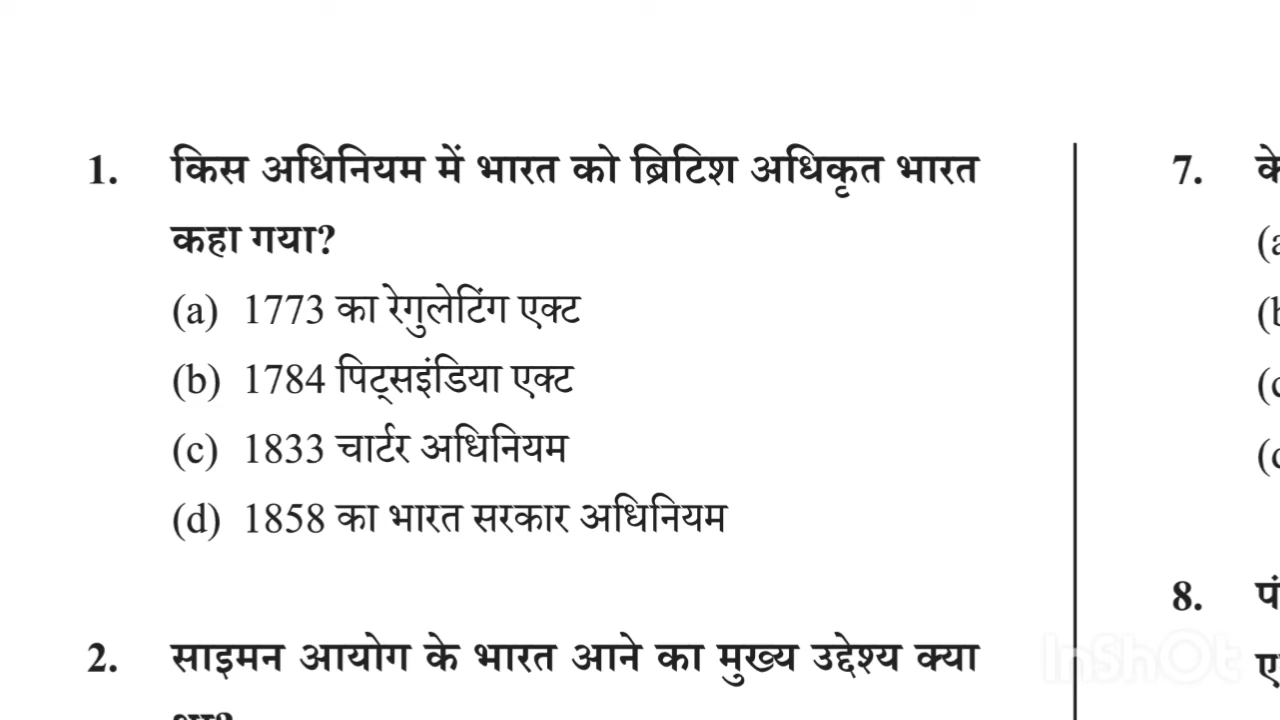 1. किस अधिनियम में भारत को ब्रिटिश अधिकृत भारत
कहा गया?
(a) 1773 का रेगुलेटिंग एक्ट
(b) 1784 पिट्सइंडिया एक्ट
(c) 1833 चार्टर अधिनियम
(d) 1858 का भारत सरकार अधिनियम
2. साइमन आयोग के भारत आने का मुख्य उद्देश्य क्या
था?
7. के
8. पं
InShOt